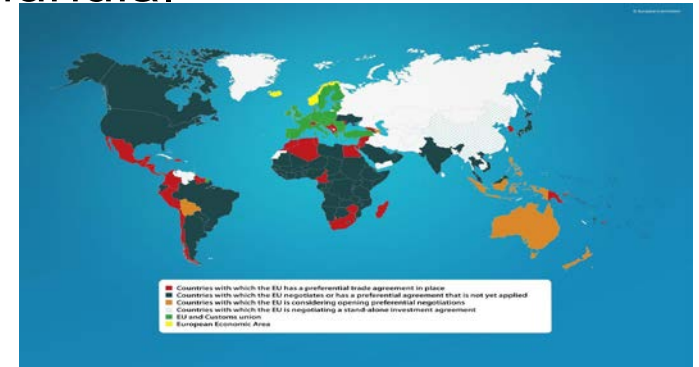 Countries with which the EU has a preferential trade agreement in place
Countries with which the EU negotiates or has a preferential agreement that is not yet applied
Countries with which the EU is considering opening preferential negotiations
Countries with which the EU is negotiating a stand-alone investment agreement
EU and Customs union
European Economic Area